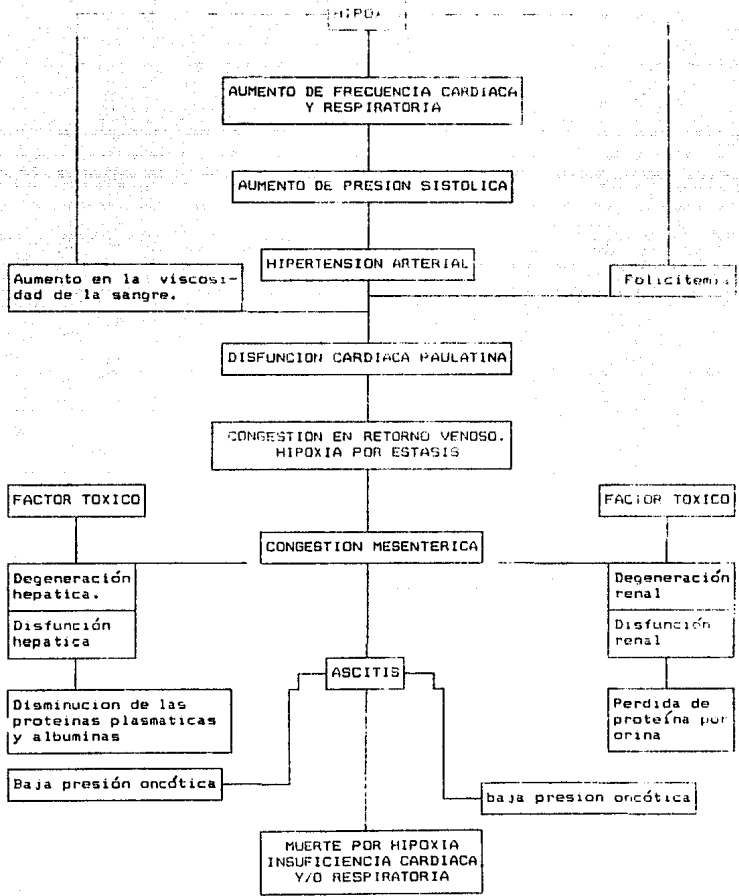 AUMENTO DE FRECUENCIA CARDIACA
Y RESPIRATORIA
AUMENTO DE PRESION SISTOLICA
HIPERTENSION ARTERIAL
Aumento en la viscosi-
dad de la sangre.
DISFUNCION CARDIACA PAULATINA
CONGESTION EN RETORNO VENOSO.
HIPOXIA POR ESTASIS
FACTOR TOXICO
FACTOR TOXICO
CONGESTION MESENTERICA
Degeneración
hepatica.
Degeneración
renal
Disfunción
hepatica
Disfunción
renal
ASCITIS
Disminucion de las
proteinas plasmaticas
y albuminas
Perdida de
proteína por
orina
Baja presión oncótica
baja presion oncótica
MUERTE POR HIPOXIA
INSUFICIENCIA CARDIACA
Y/O RESPIRATORIA